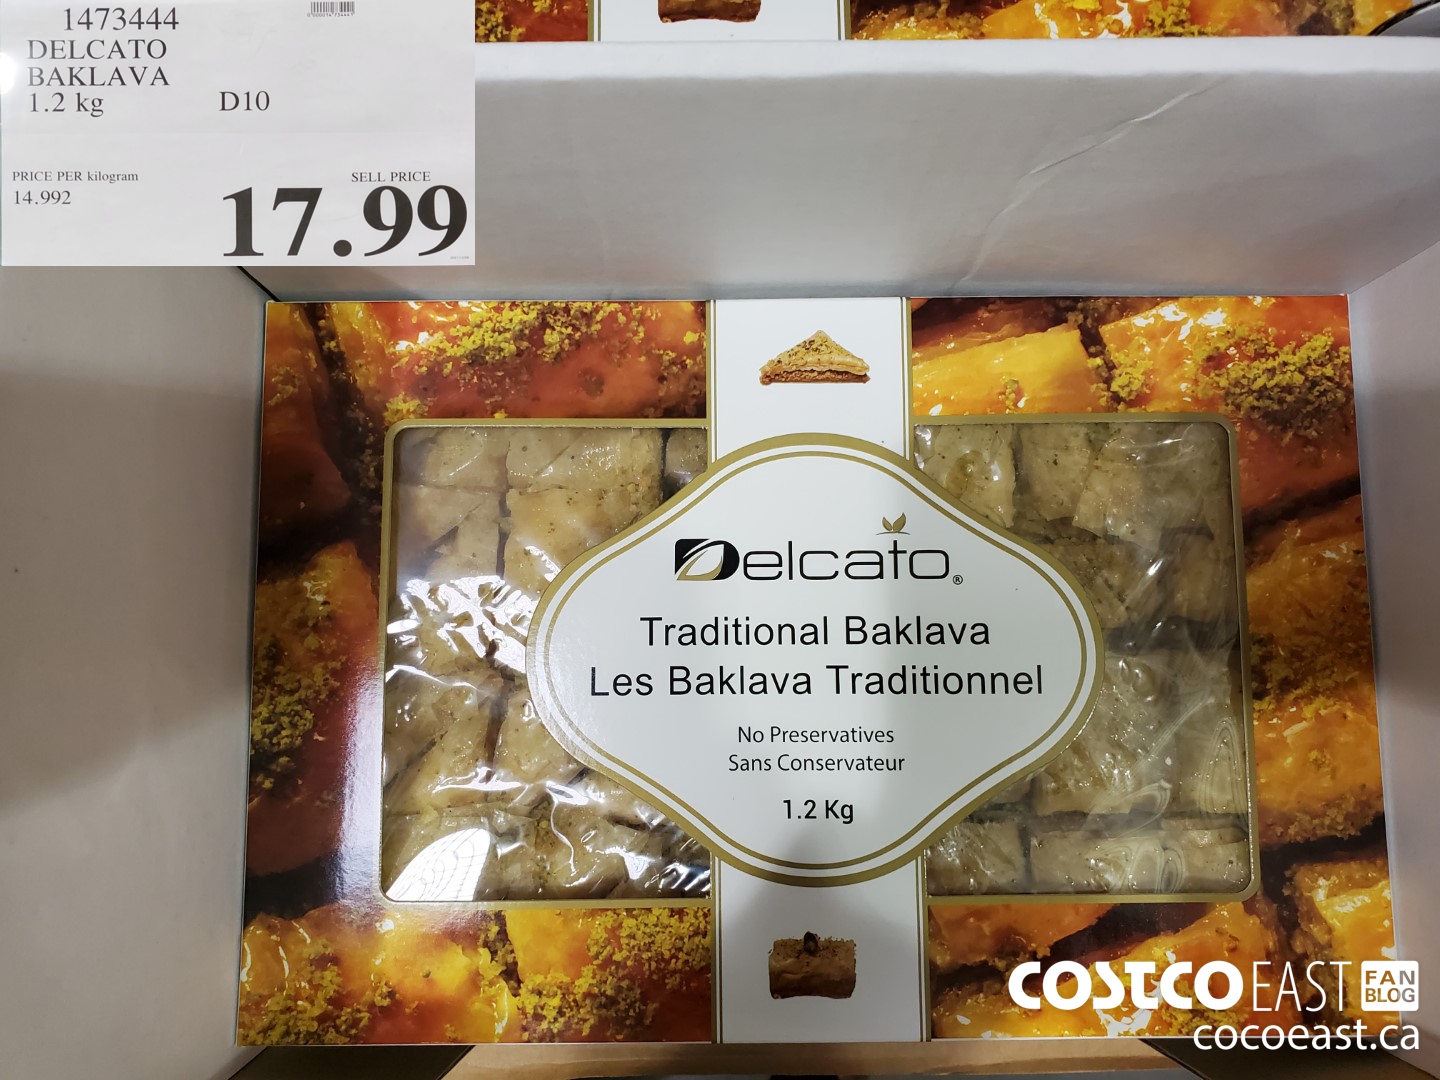 1473444
DELCATO
BAKLAVA
1.2 kg D10
PRICE PER kilogram SELL PRICE
14.992 17.99
Delcato®
Traditional Baklava
Les Baklava Traditionnel
No Preservatives
Sans Conservateur
1.2 Kg
COSTCO EAST FAN BLOG
cocoeast.ca